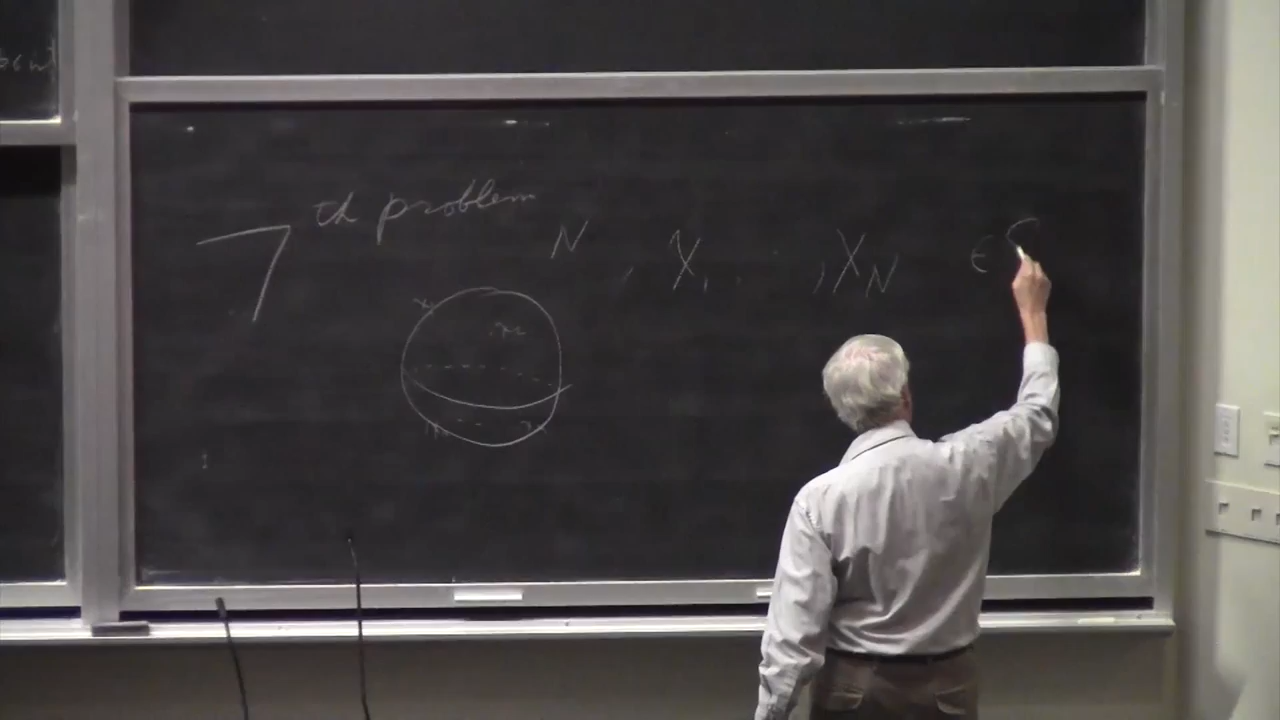 7th problem
N , X1, . . . , XN ∈ S